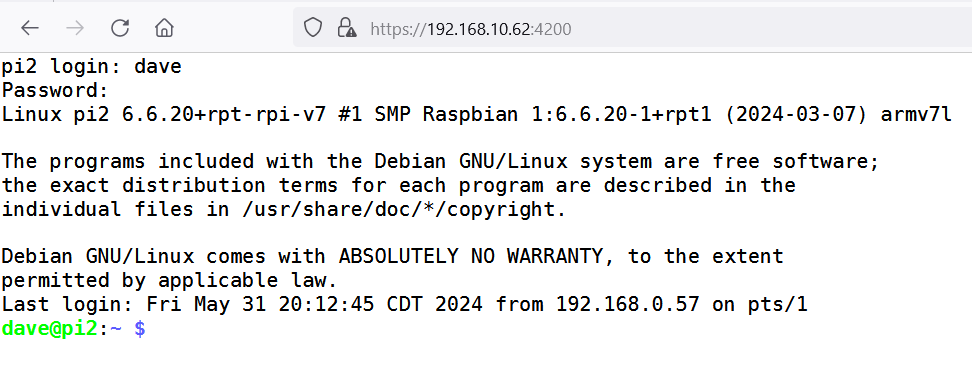 https://192.168.10.62:4200
pi2 login: dave
Password:
Linux pi2 6.6.20+rpt-rpi-v7 #1 SMP Raspbian 1:6.6.20-1+rpt1 (2024-03-07) armv7l
The programs included with the Debian GNU/Linux system are free software;
the exact distribution terms for each program are described in the
individual files in /usr/share/doc/*/copyright.
Debian GNU/Linux comes with ABSOLUTELY NO WARRANTY, to the extent
permitted by applicable law.
Last login: Fri May 31 20:12:45 CDT 2024 from 192.168.0.57 on pts/1
dave@pi2:~ $